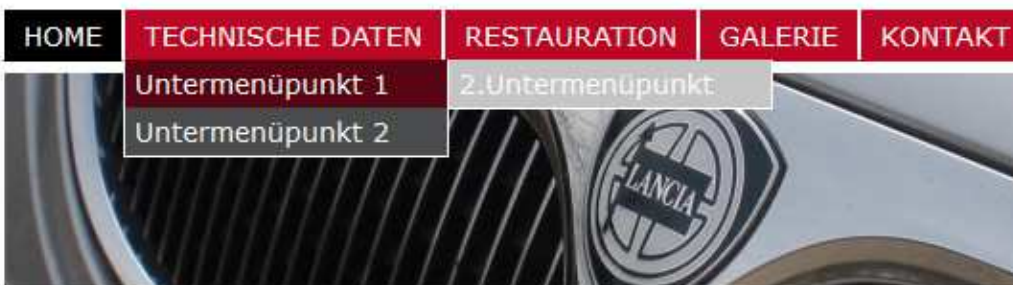 HOME TECHNISCHE DATEN RESTAURATION GALERIE KONTAKT
Untermenüpunkt 1 2.Untermenüpunkt
Untermenüpunkt 2
LANCIA